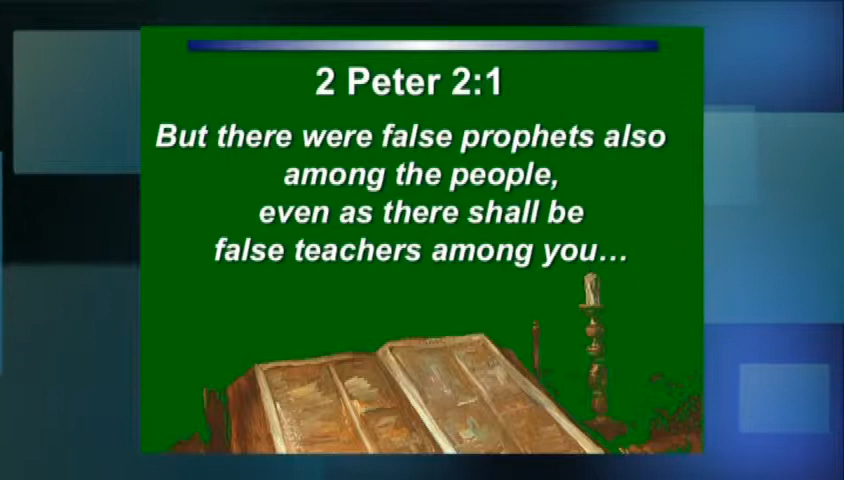 2 Peter 2:1
But there were false prophets also
among the people,
even as there shall be
false teachers among you…